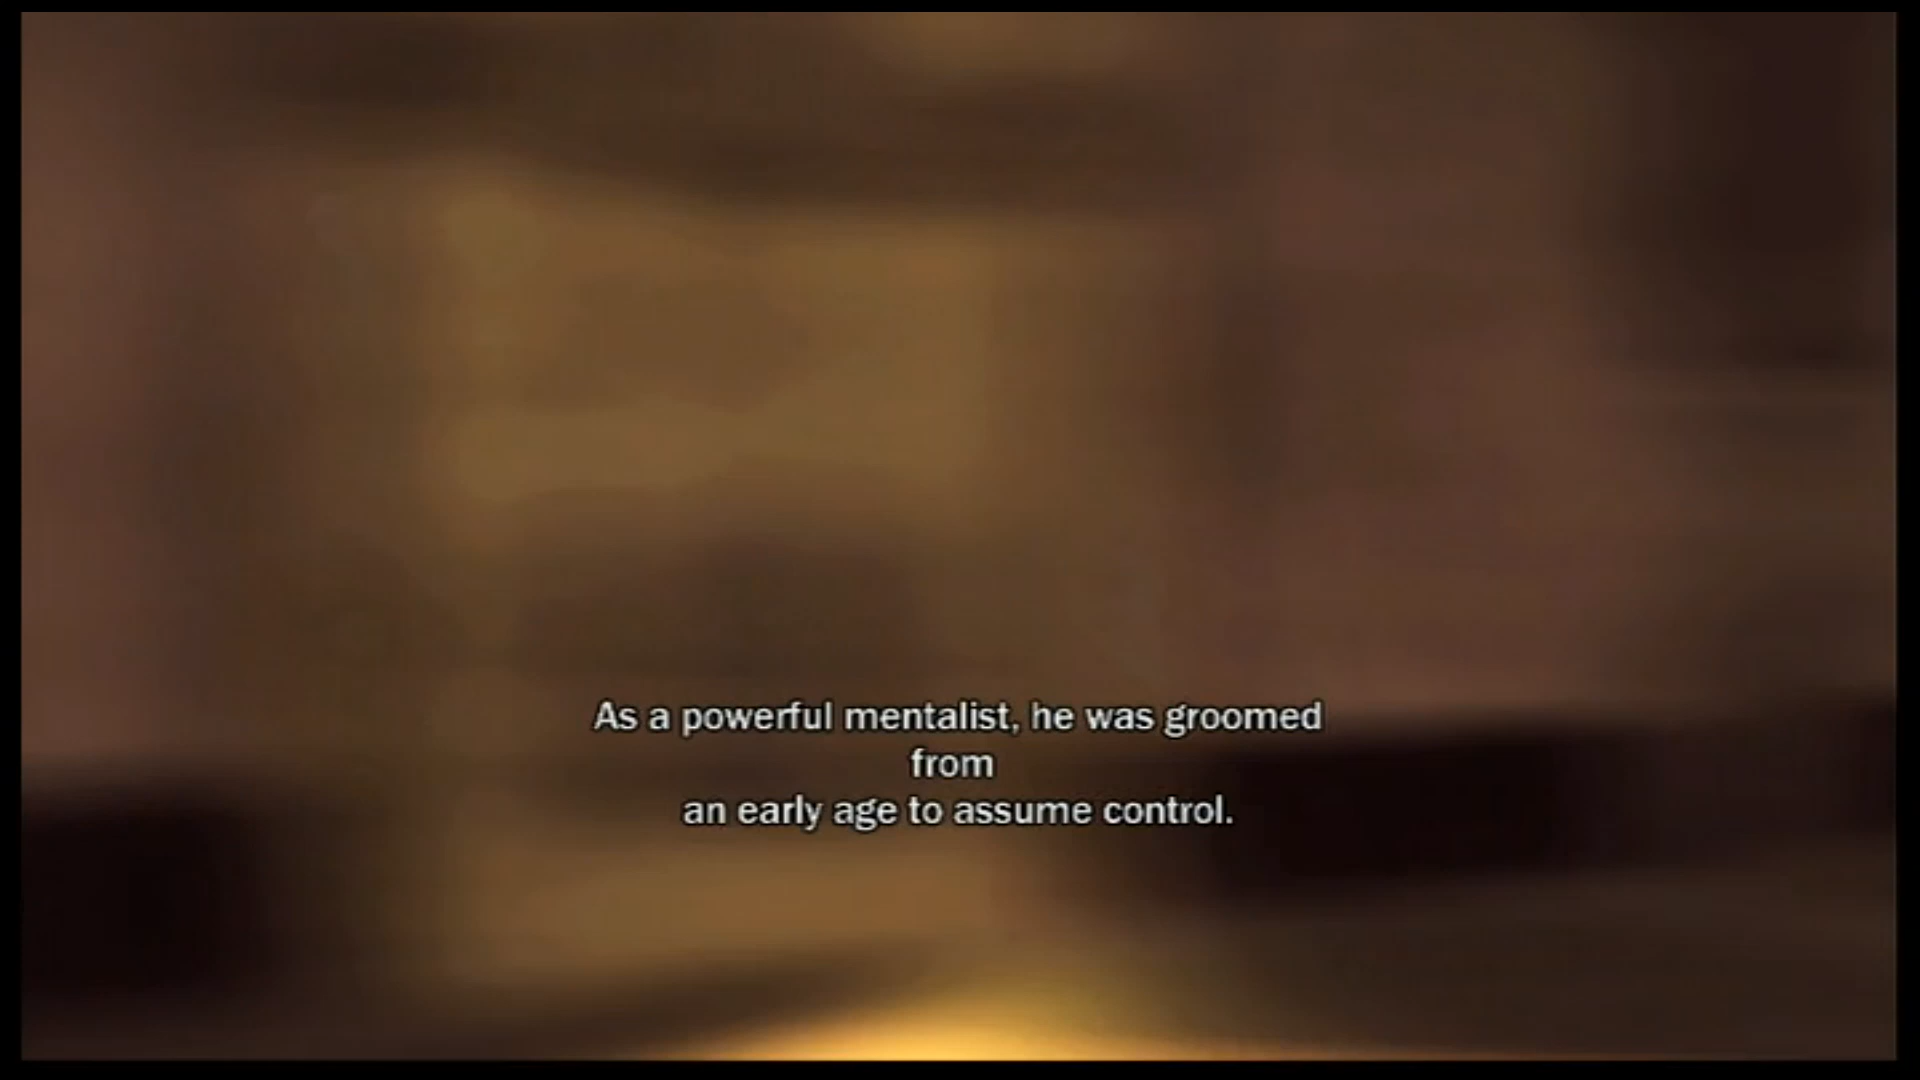 As a powerful mentalist, he was groomed
from
an early age to assume control.